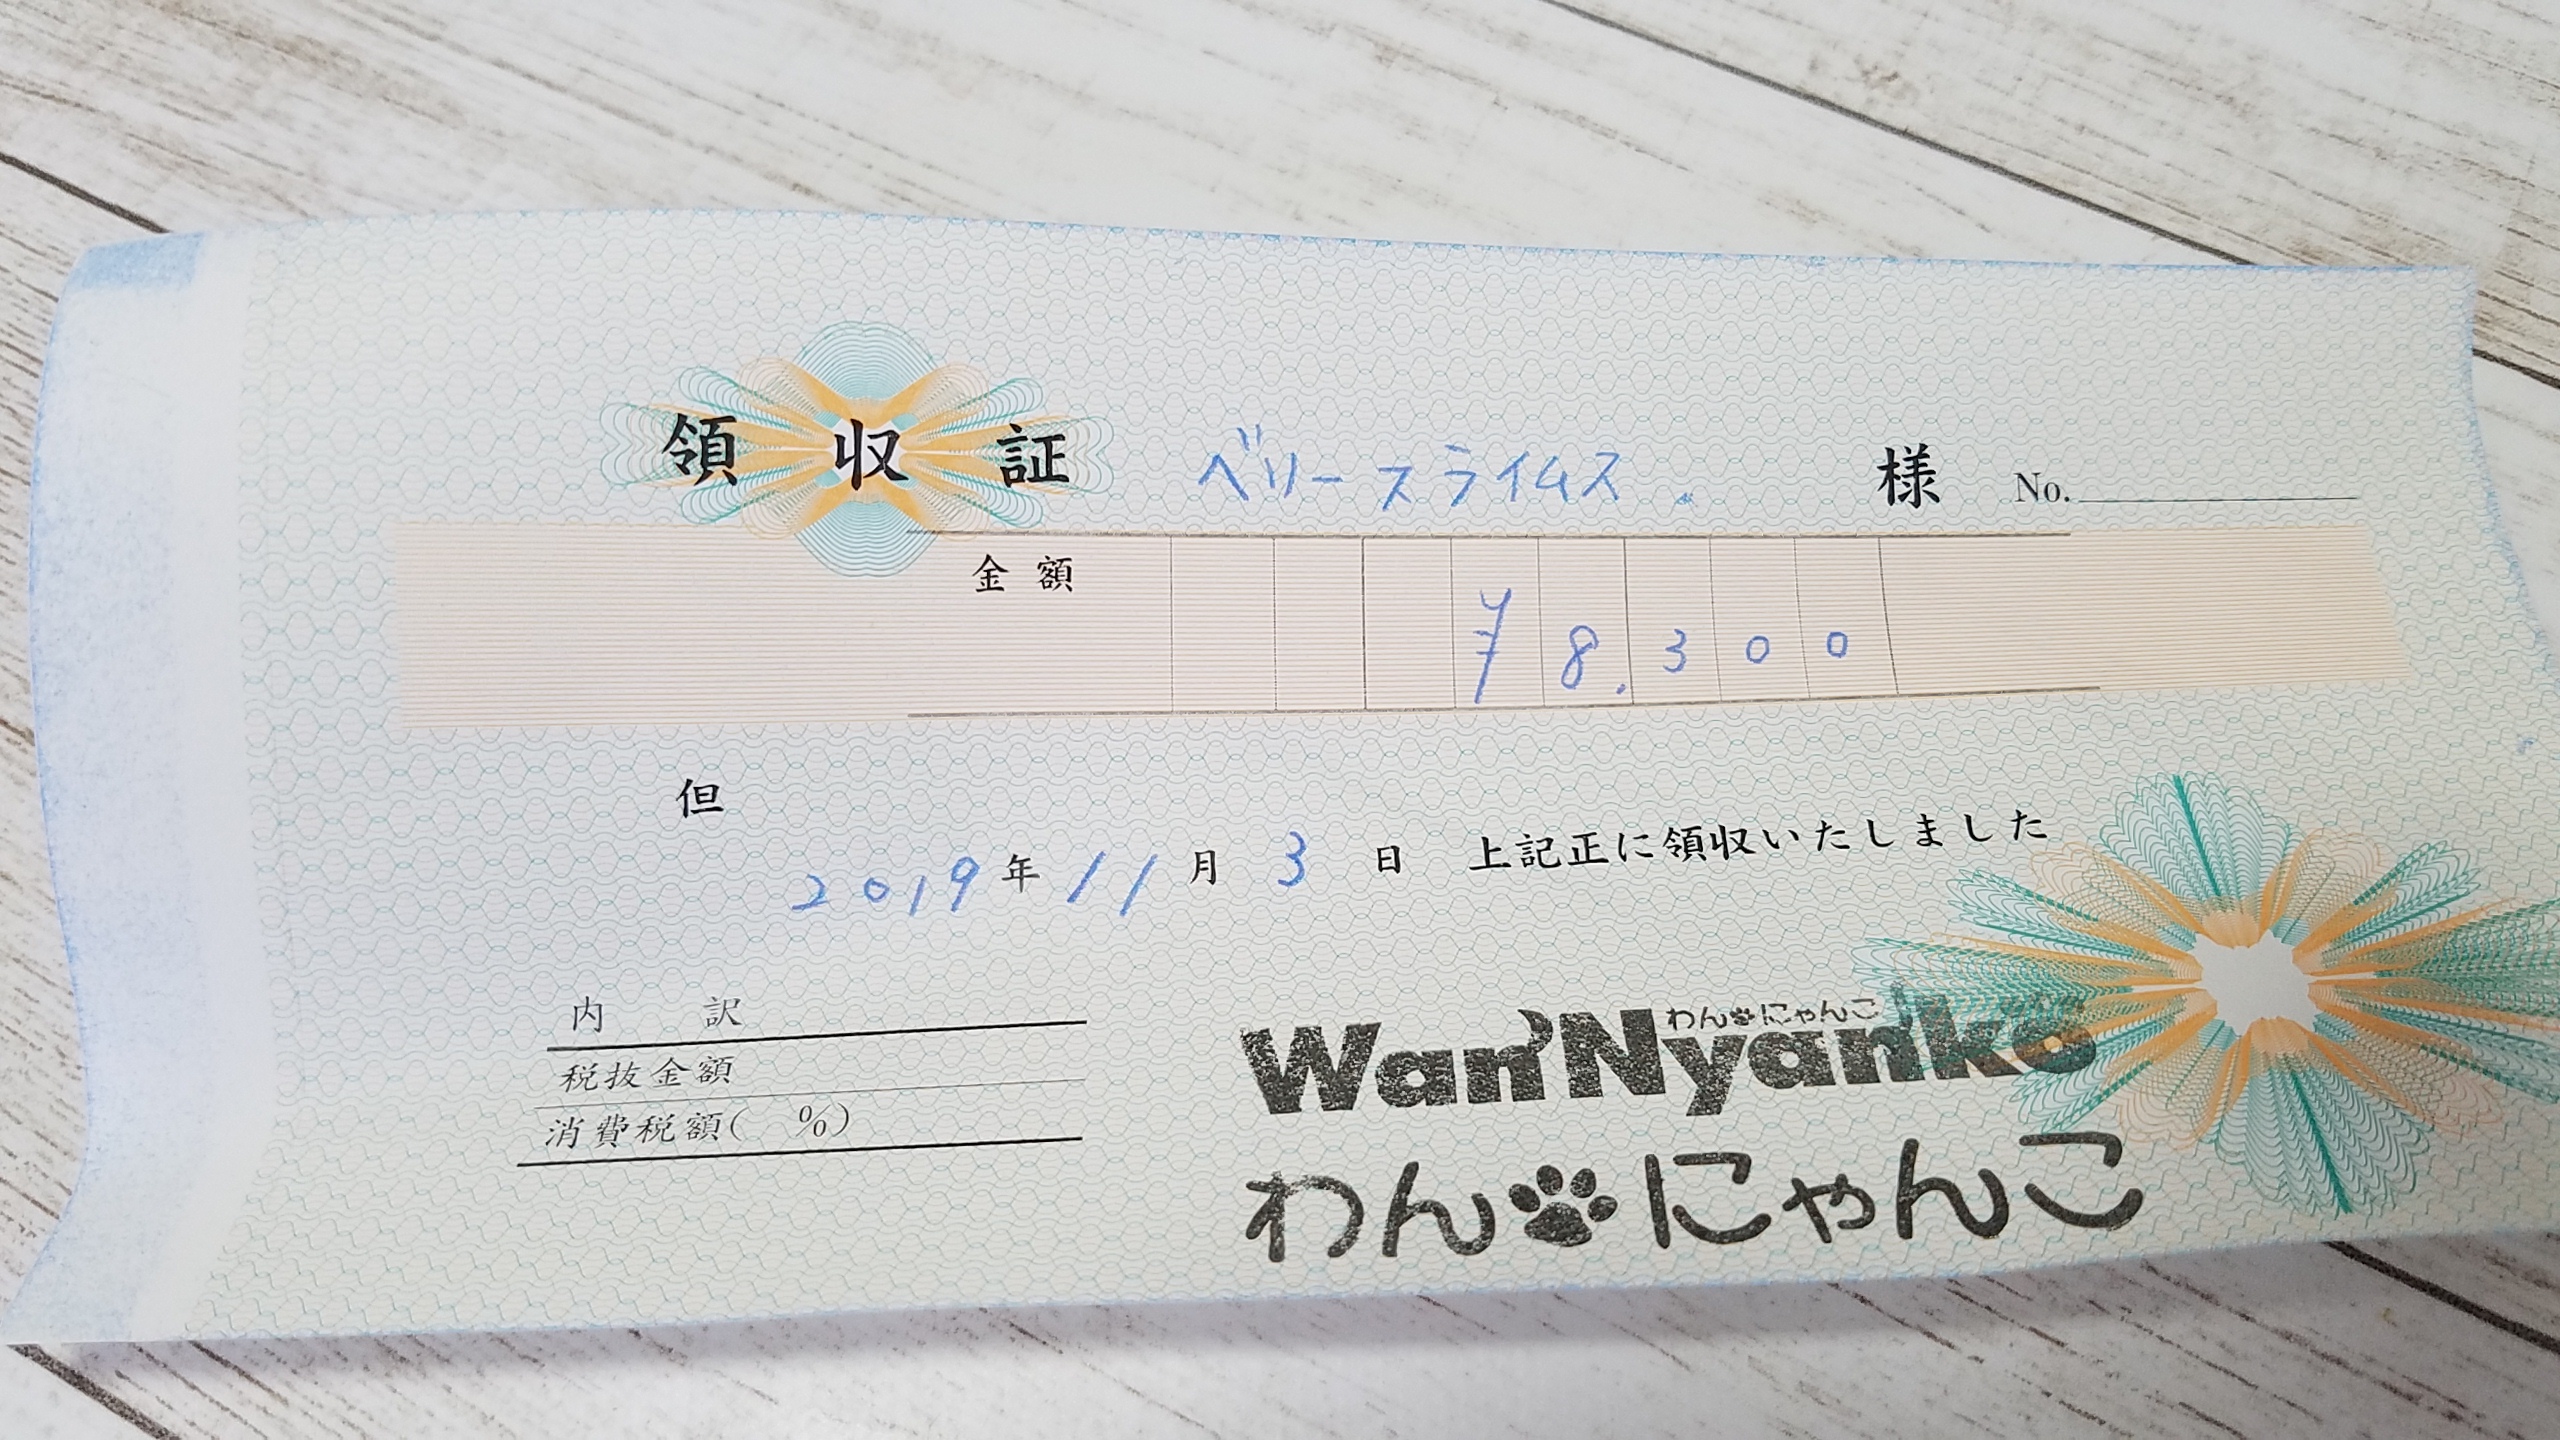 領収証 ベリースライムス. 様 No.
金額 ¥8,300
但
2019年11月3日 上記正に領収いたしました
内訳
税抜金額
消費税額( %)
わんにゃんこ
Wan'Nyanko
わんにゃんこ